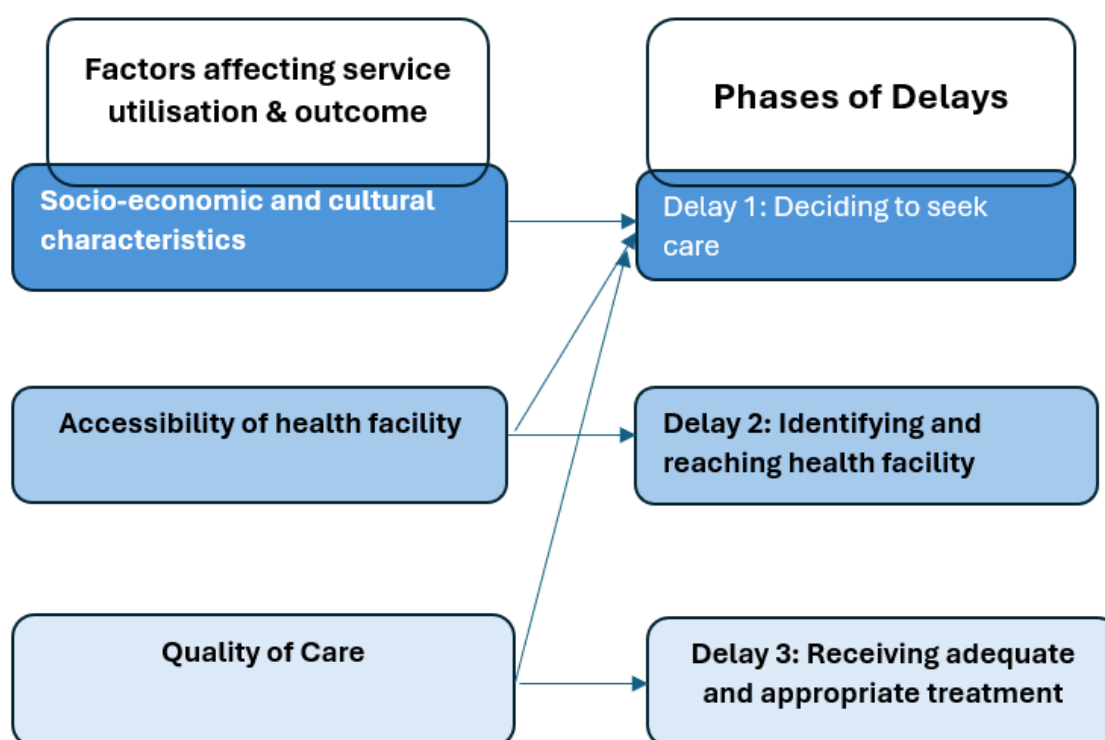 Factors affecting service
utilisation & outcome
Phases of Delays
Socio-economic and cultural
characteristics
Delay 1: Deciding to seek
care
Accessibility of health facility
Delay 2: Identifying and
reaching health facility
Quality of Care
Delay 3: Receiving adequate
and appropriate treatment